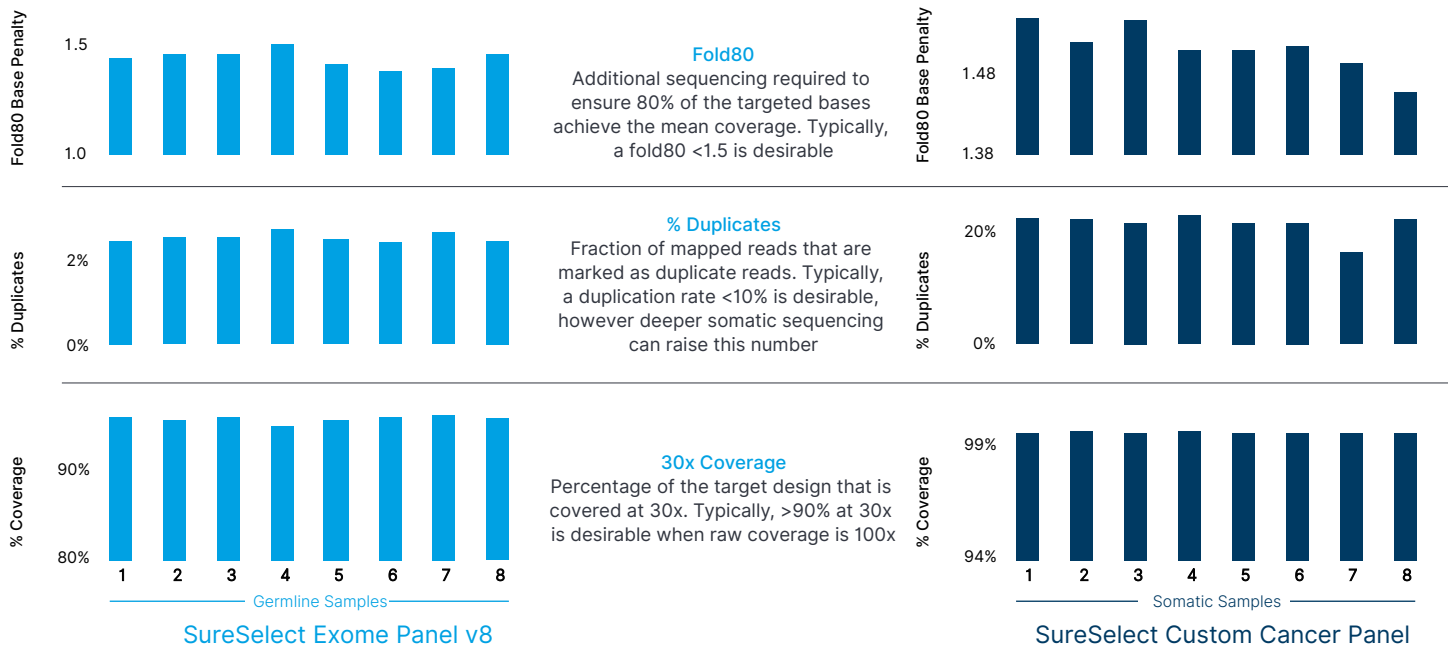 Fold80 Base Penalty
1.5
1.0
Fold80
Additional sequencing required to
ensure 80% of the targeted bases
achieve the mean coverage. Typically,
a fold80 <1.5 is desirable
Fold80 Base Penalty
1.48
1.38
% Duplicates
2%
0%
% Duplicates
Fraction of mapped reads that are
marked as duplicate reads. Typically,
a duplication rate <10% is desirable,
however deeper somatic sequencing
can raise this number
% Duplicates
20%
0%
% Coverage
90%
80%
30x Coverage
Percentage of the target design that is
covered at 30x. Typically, >90% at 30x
is desirable when raw coverage is 100x
% Coverage
99%
94%
1 2 3 4 5 6 7 8
Germline Samples
SureSelect Exome Panel v8
1 2 3 4 5 6 7 8
Somatic Samples
SureSelect Custom Cancer Panel